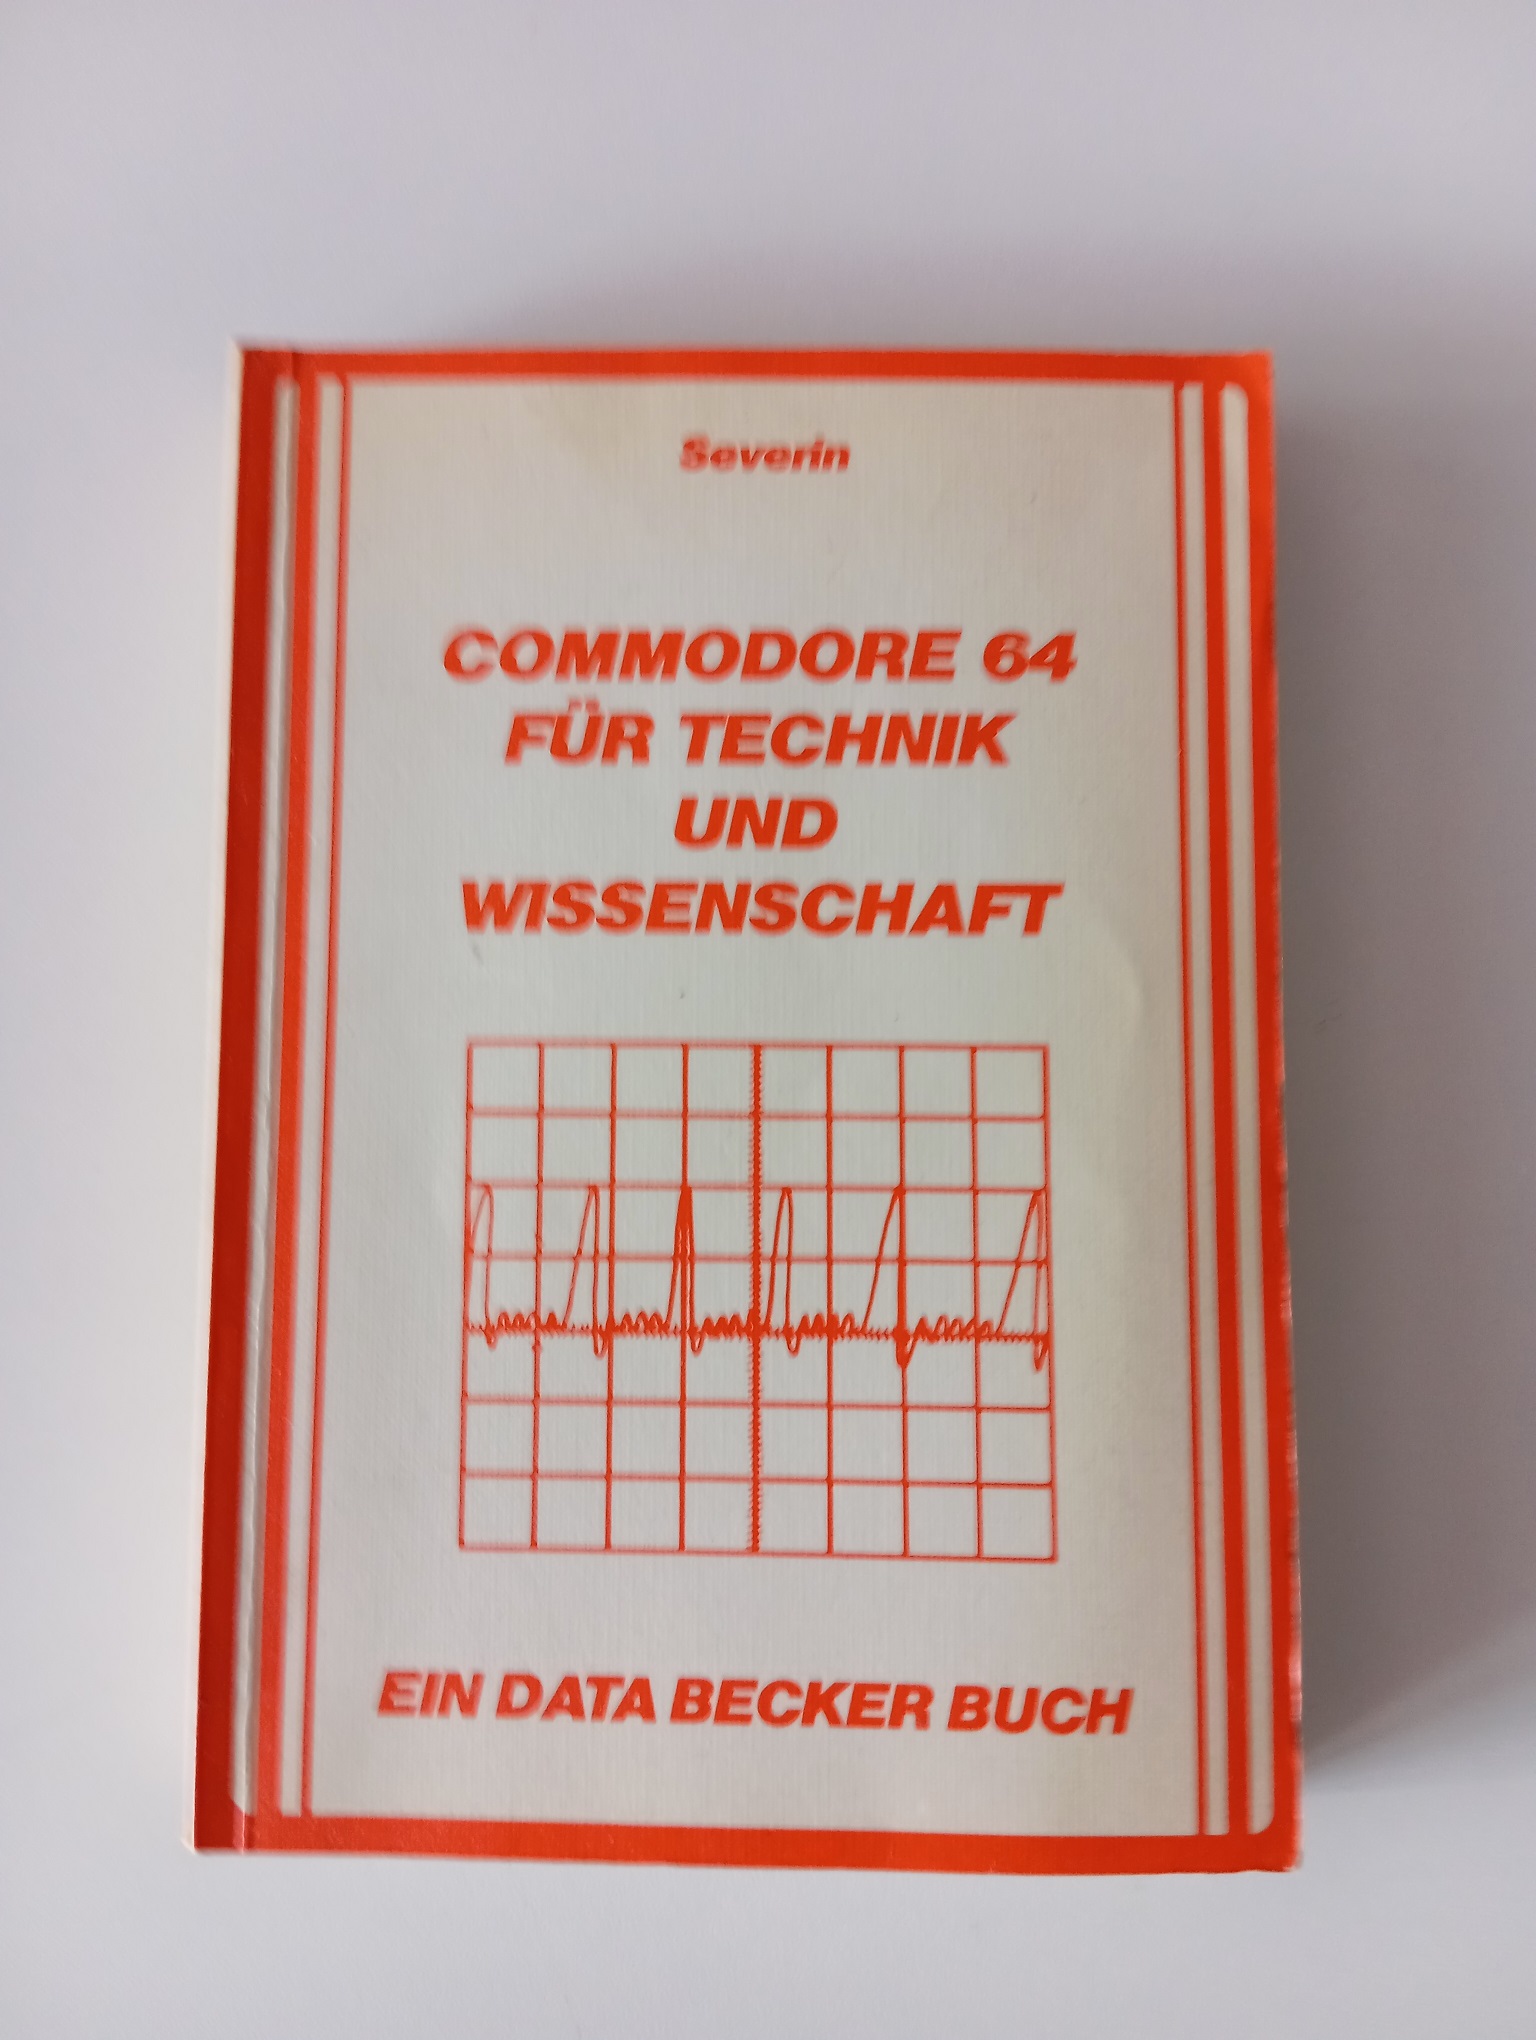 Severin
COMMODORE 64
FÜR TECHNIK
UND
WISSENSCHAFT
EIN DATA BECKER BUCH